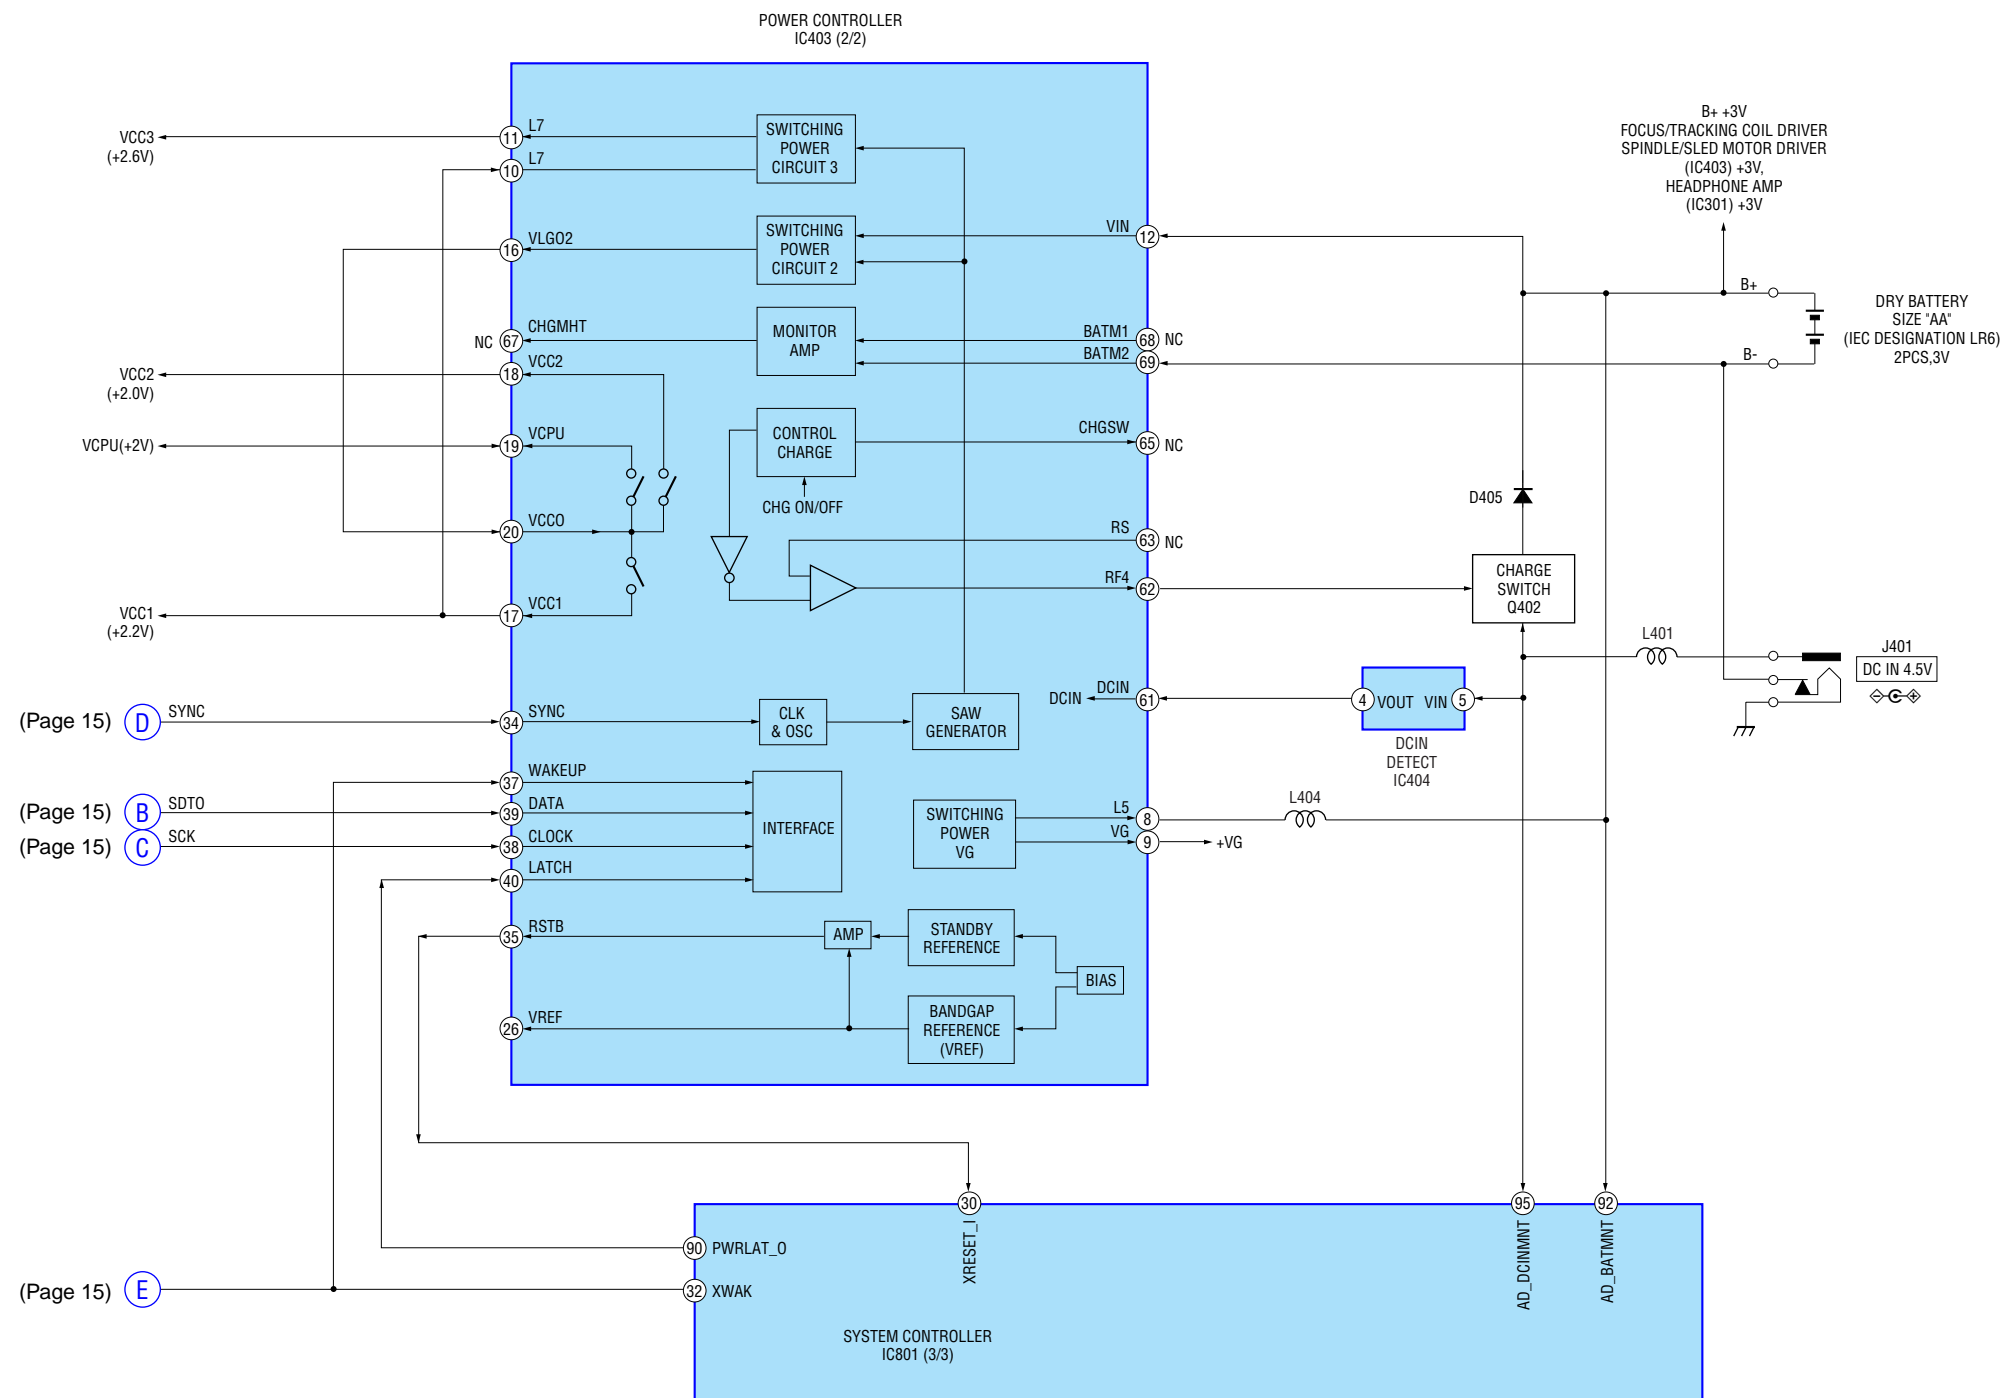 POWER CONTROLLER
IC403 (2/2)
VCC3
(+2.6V)
11
L7
10
L7
SWITCHING
POWER
CIRCUIT 3
B+ +3V
FOCUS/TRACKING COIL DRIVER
SPINDLE/SLED MOTOR DRIVER
(IC403) +3V,
HEADPHONE AMP
(IC301) +3V
16
VLGO2
SWITCHING
POWER
CIRCUIT 2
VIN
12
B+
B-
DRY BATTERY
SIZE "AA"
(IEC DESIGNATION LR6)
2PCS,3V
NC
67
CHGMHT
MONITOR
AMP
BATM1
68
NC
BATM2
69
VCC2
(+2.0V)
18
VCC2
VCPU(+2V)
19
VCPU
CONTROL
CHARGE
CHG ON/OFF
CHGSW
65
NC
20
VCCO
RS
63
NC
RF4
62
D405
CHARGE
SWITCH
Q402
VCC1
(+2.2V)
17
VCC1
L401
J401
DC IN 4.5V
DCIN
DCIN
61
4
VOUT
VIN
5
DCIN
DETECT
IC404
(Page 15)
D
SYNC
34
SYNC
CLK
& OSC
SAW
GENERATOR
37
WAKEUP
(Page 15)
B
SDTO
39
DATA
(Page 15)
C
SCK
38
CLOCK
40
LATCH
INTERFACE
SWITCHING
POWER
VG
L5
8
VG
9
+VG
L404
35
RSTB
AMP
STANDBY
REFERENCE
BIAS
26
VREF
BANDGAP
REFERENCE
(VREF)
30
XRESET_I
95
AD_DCINMNT
92
AD_BATMNT
90
PWRLAT_O
(Page 15)
E
32
XWAK
SYSTEM CONTROLLER
IC801 (3/3)